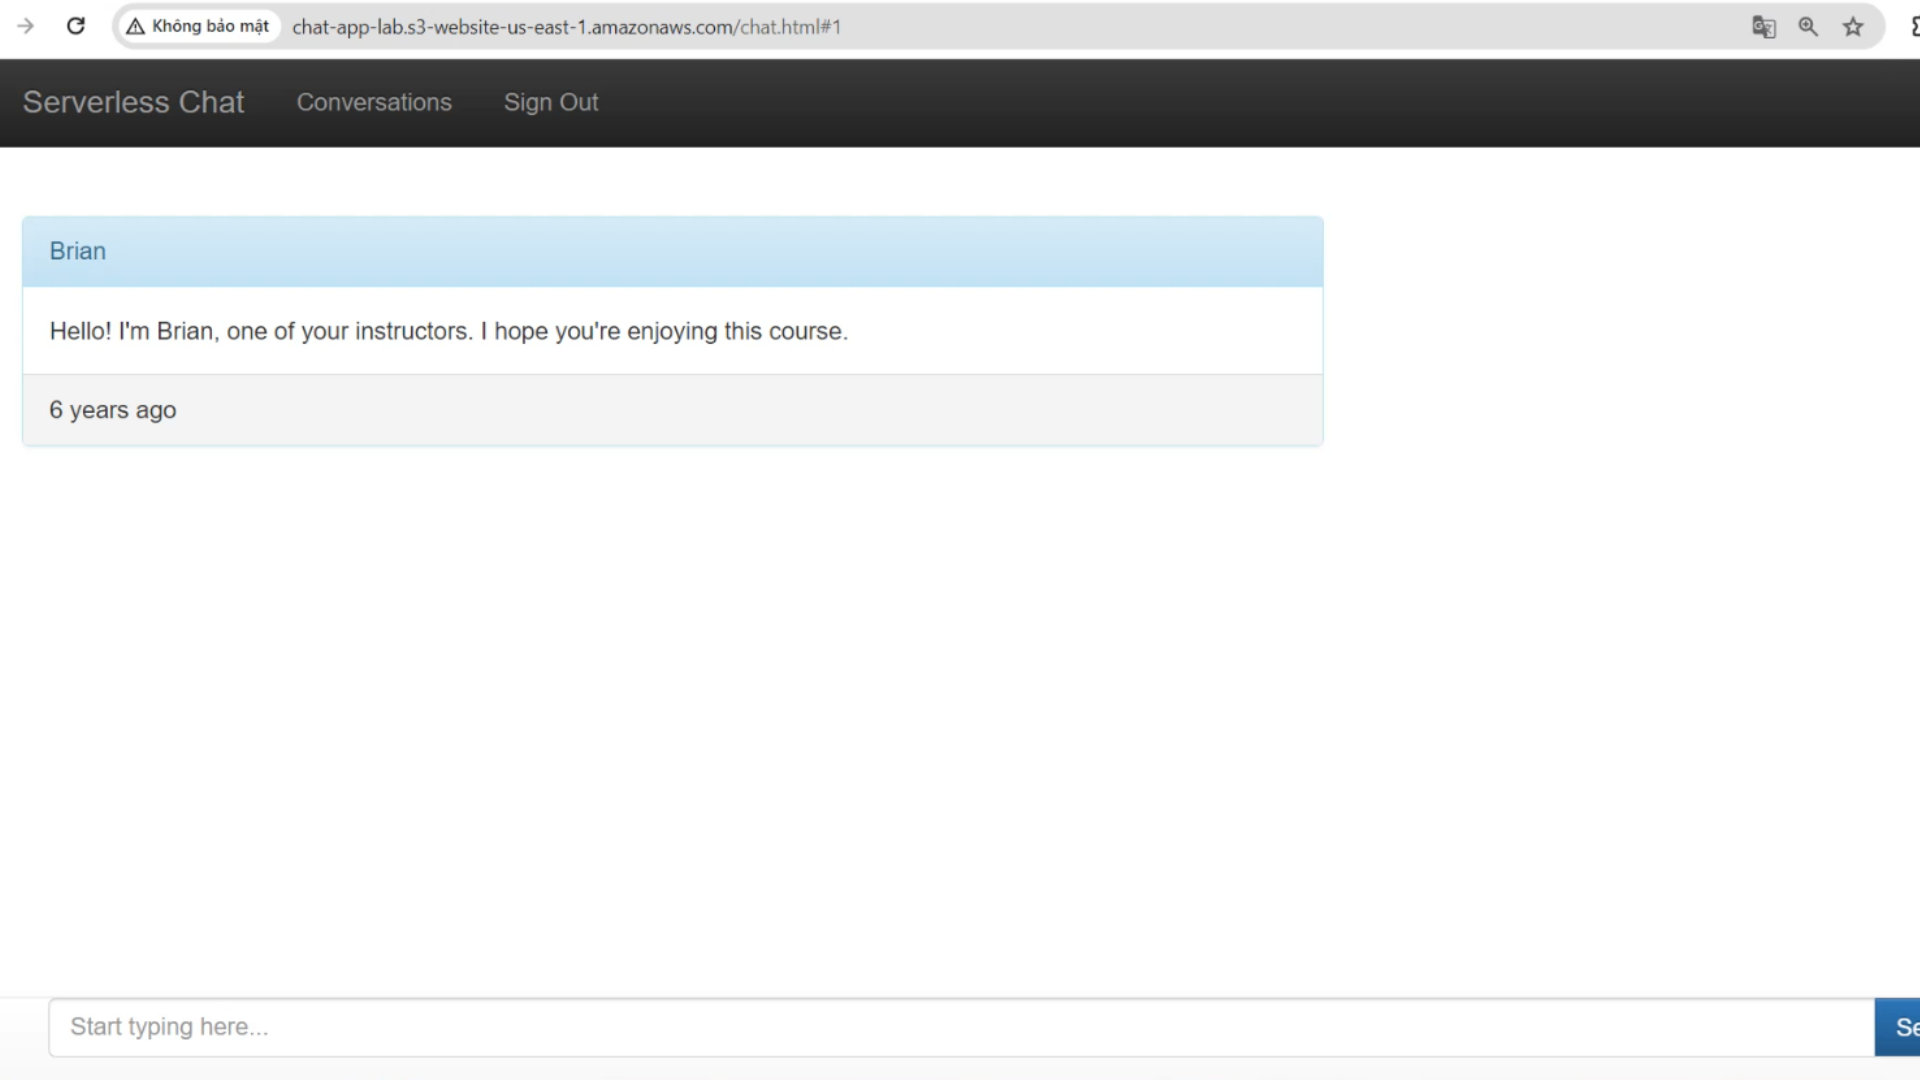 Không bảo mật chat-app-lab.s3-website-us-east-1.amazonaws.com/chat.html#1
Serverless Chat Conversations Sign Out
Brian
Hello! I'm Brian, one of your instructors. I hope you're enjoying this course.
6 years ago
Start typing here...